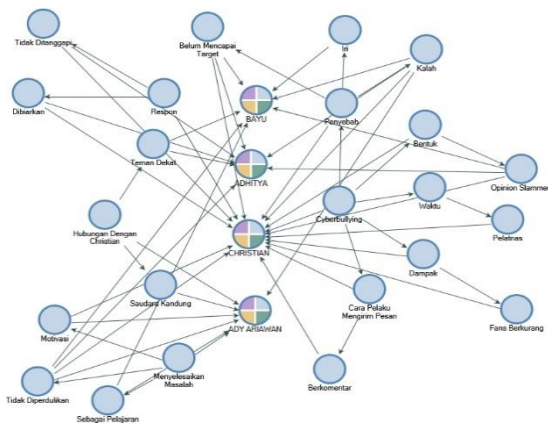 Tidak Ditanggapi
Belum Mencapai
Target
Iri
Kalah
Dibiarkan
Respon
BAYU
Penyebab
Bentuk
Teman Dekat
ADHITYA
Opinion Slammer
Cyberbullying
Waktu
Hubungan Dengan
Christian
CHRISTIAN
Pelatnas
Dampak
Saudara Kandung
Cara Pelaku
Mengirim Pesan
Motivasi
ADY ARIAWAN
Fans Berkurang
Menyelesaikan
Masalah
Tidak Diperdulikan
Sebagai Pelajaran
Berkomentar